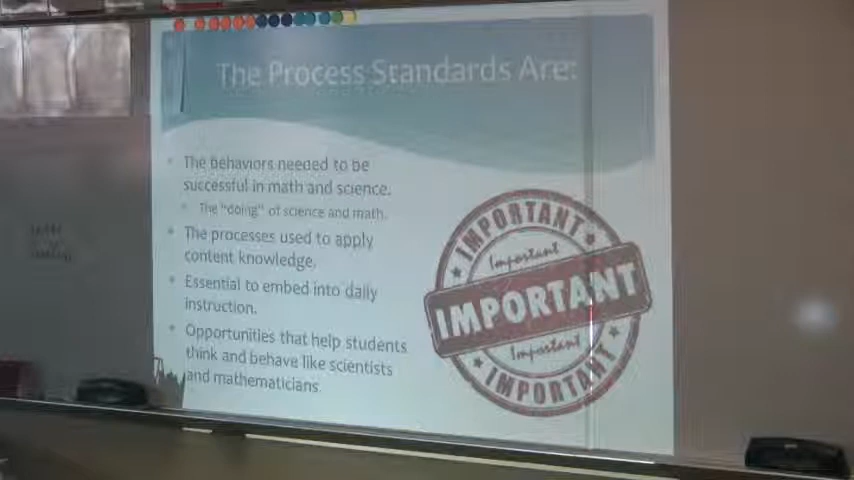 The Process Standards Are:
The behaviors needed to be
successful in math and science.
The "doing" of science and math.
The processes used to apply
content knowledge.
Essential to embed into daily
instruction.
Opportunities that help students
think and behave like scientists
and mathematicians.
IMPORTANT
Important
IMPORTANT
Important
IMPORTANT